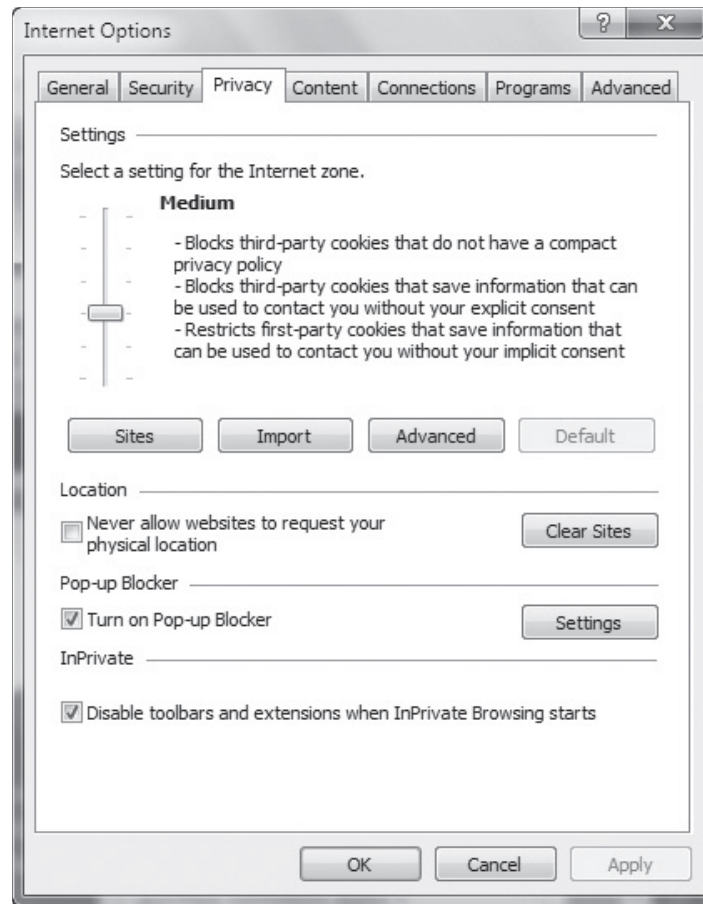 Internet Options
General Security Privacy Content Connections Programs Advanced
Settings
Select a setting for the Internet zone.
Medium
- Blocks third-party cookies that do not have a compact
privacy policy
- Blocks third-party cookies that save information that can
be used to contact you without your explicit consent
- Restricts first-party cookies that save information that
can be used to contact you without your implicit consent
Sites Import Advanced Default
Location
Never allow websites to request your
physical location
Clear Sites
Pop-up Blocker
Turn on Pop-up Blocker
Settings
InPrivate
Disable toolbars and extensions when InPrivate Browsing starts
OK Cancel Apply